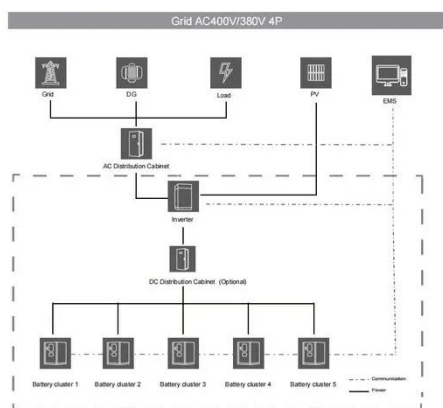 Grid AC400V/380V 4P
Grid
DG
Load
PV
EMS
AC Distribution Cabinet
Inverter
DC Distribution Cabinet (Optional)
Battery cluster 1
Battery cluster 2
Battery cluster 3
Battery cluster 4
Battery cluster 5
Communication
Power